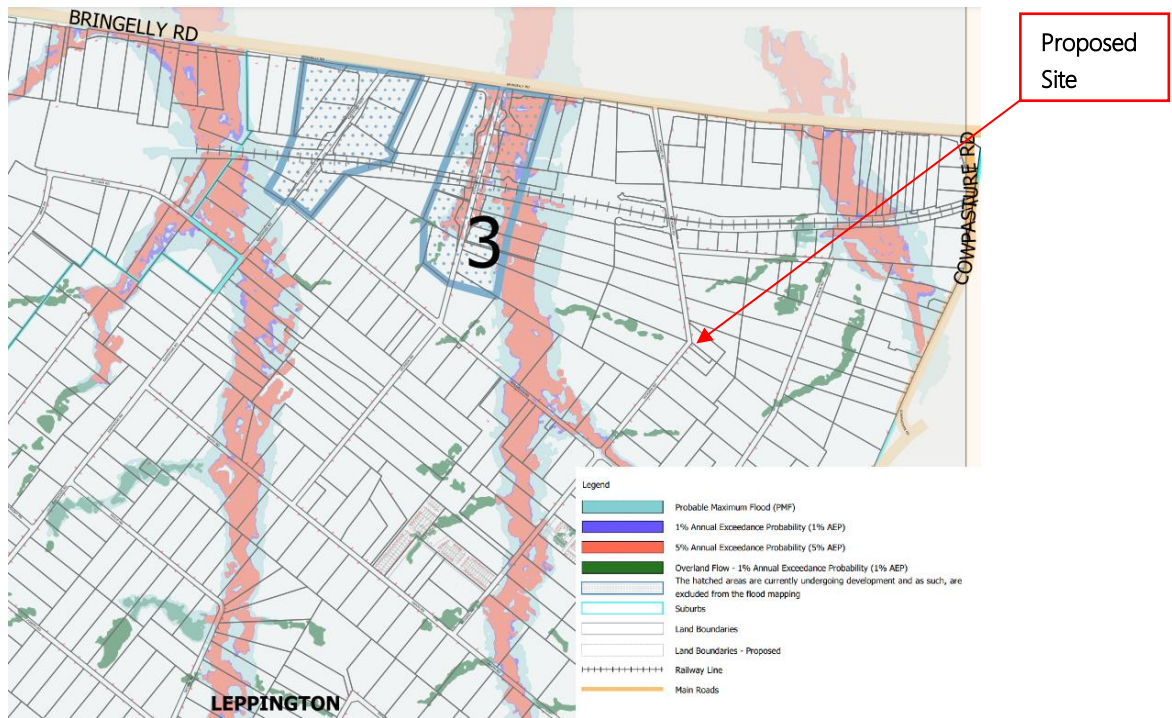 BRINGELLY RD
Proposed
Site
COWPASTURE RD
3
Legend
Probable Maximum Flood (PMF)
1% Annual Exceedance Probability (1% AEP)
5% Annual Exceedance Probability (5% AEP)
Overland Flow - 1% Annual Exceedance Probability (1% AEP)
The hatched areas are currently undergoing development and as such, are
excluded from the flood mapping
Suburbs
Land Boundaries
Land Boundaries - Proposed
Railway Line
Main Roads
LEPPINGTON